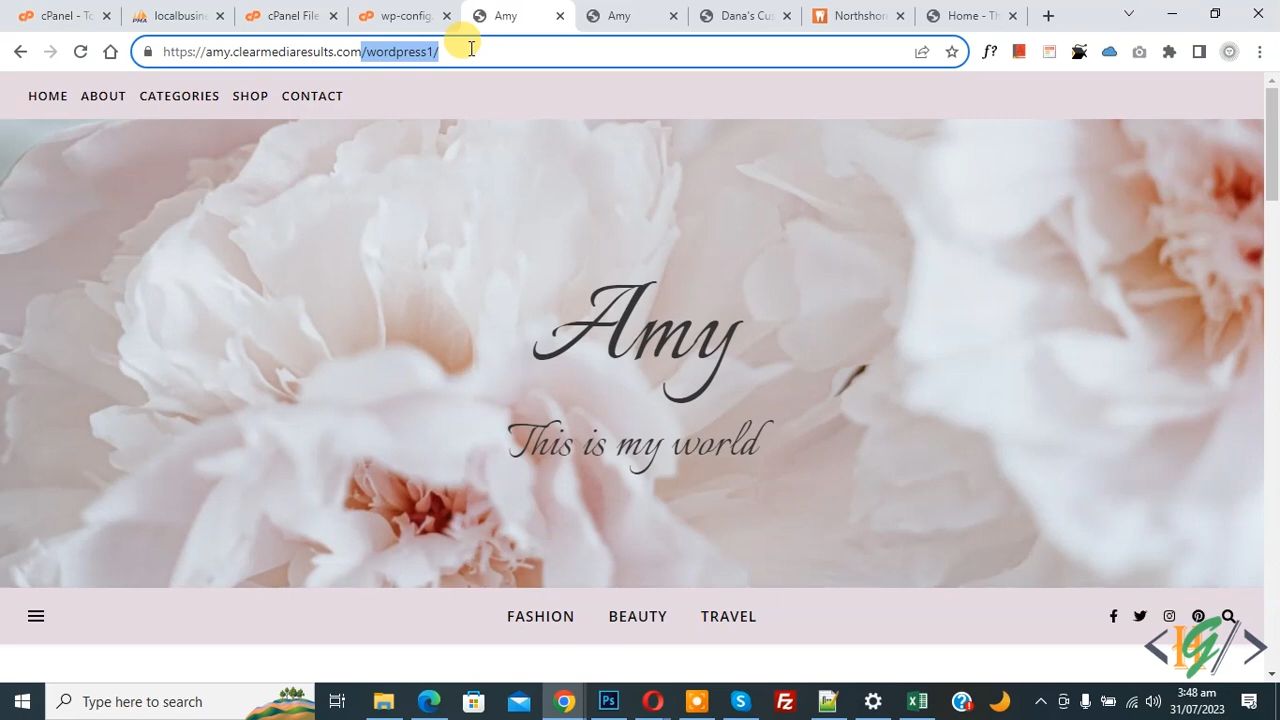 cPanel - To
localbusine
cPanel File
wp-config.
Amy
Amy
Dana's Cus
Northshor
Home - Th
https://amy.clearmediaresults.com/wordpress1/
f?
HOME ABOUT CATEGORIES SHOP CONTACT
Amy
This is my world
FASHION BEAUTY TRAVEL
Type here to search
3:48 am
31/07/2023